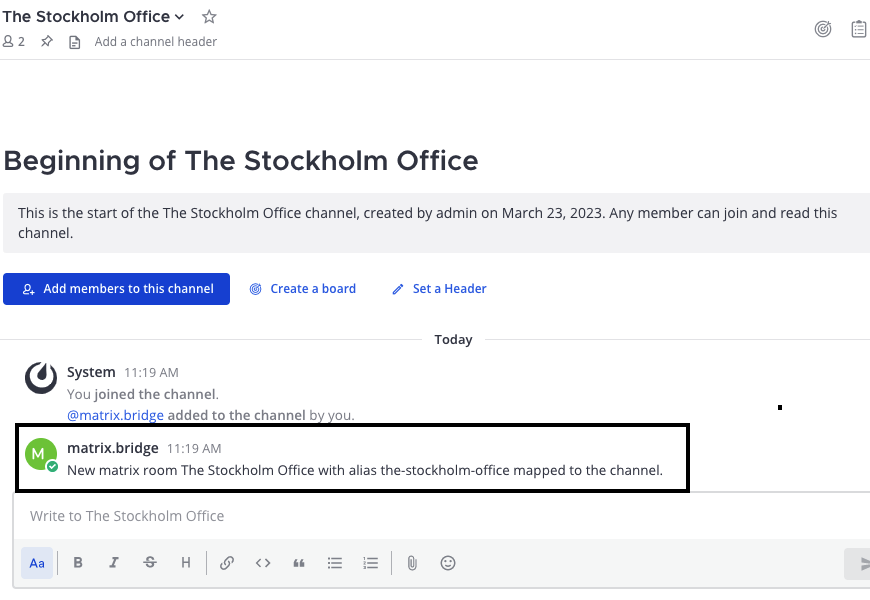 The Stockholm Office
2 Add a channel header
Beginning of The Stockholm Office
This is the start of the The Stockholm Office channel, created by admin on March 23, 2023. Any member can join and read this
channel.
Add members to this channel Create a board Set a Header
Today
System 11:19 AM
You joined the channel.
@matrix.bridge added to the channel by you.
M
matrix.bridge 11:19 AM
New matrix room The Stockholm Office with alias the-stockholm-office mapped to the channel.
Write to The Stockholm Office
Aa B I S H